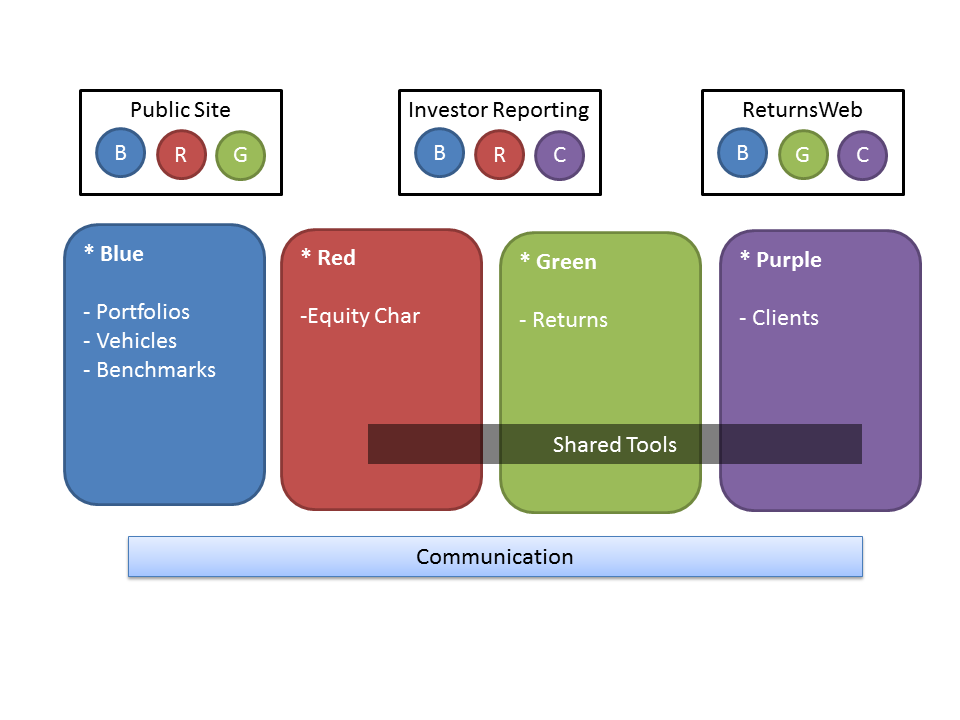 Public Site
B R G
Investor Reporting
B R C
ReturnsWeb
B G C
* Blue
- Portfolios
- Vehicles
- Benchmarks
* Red
-Equity Char
* Green
- Returns
* Purple
- Clients
Shared Tools
Communication